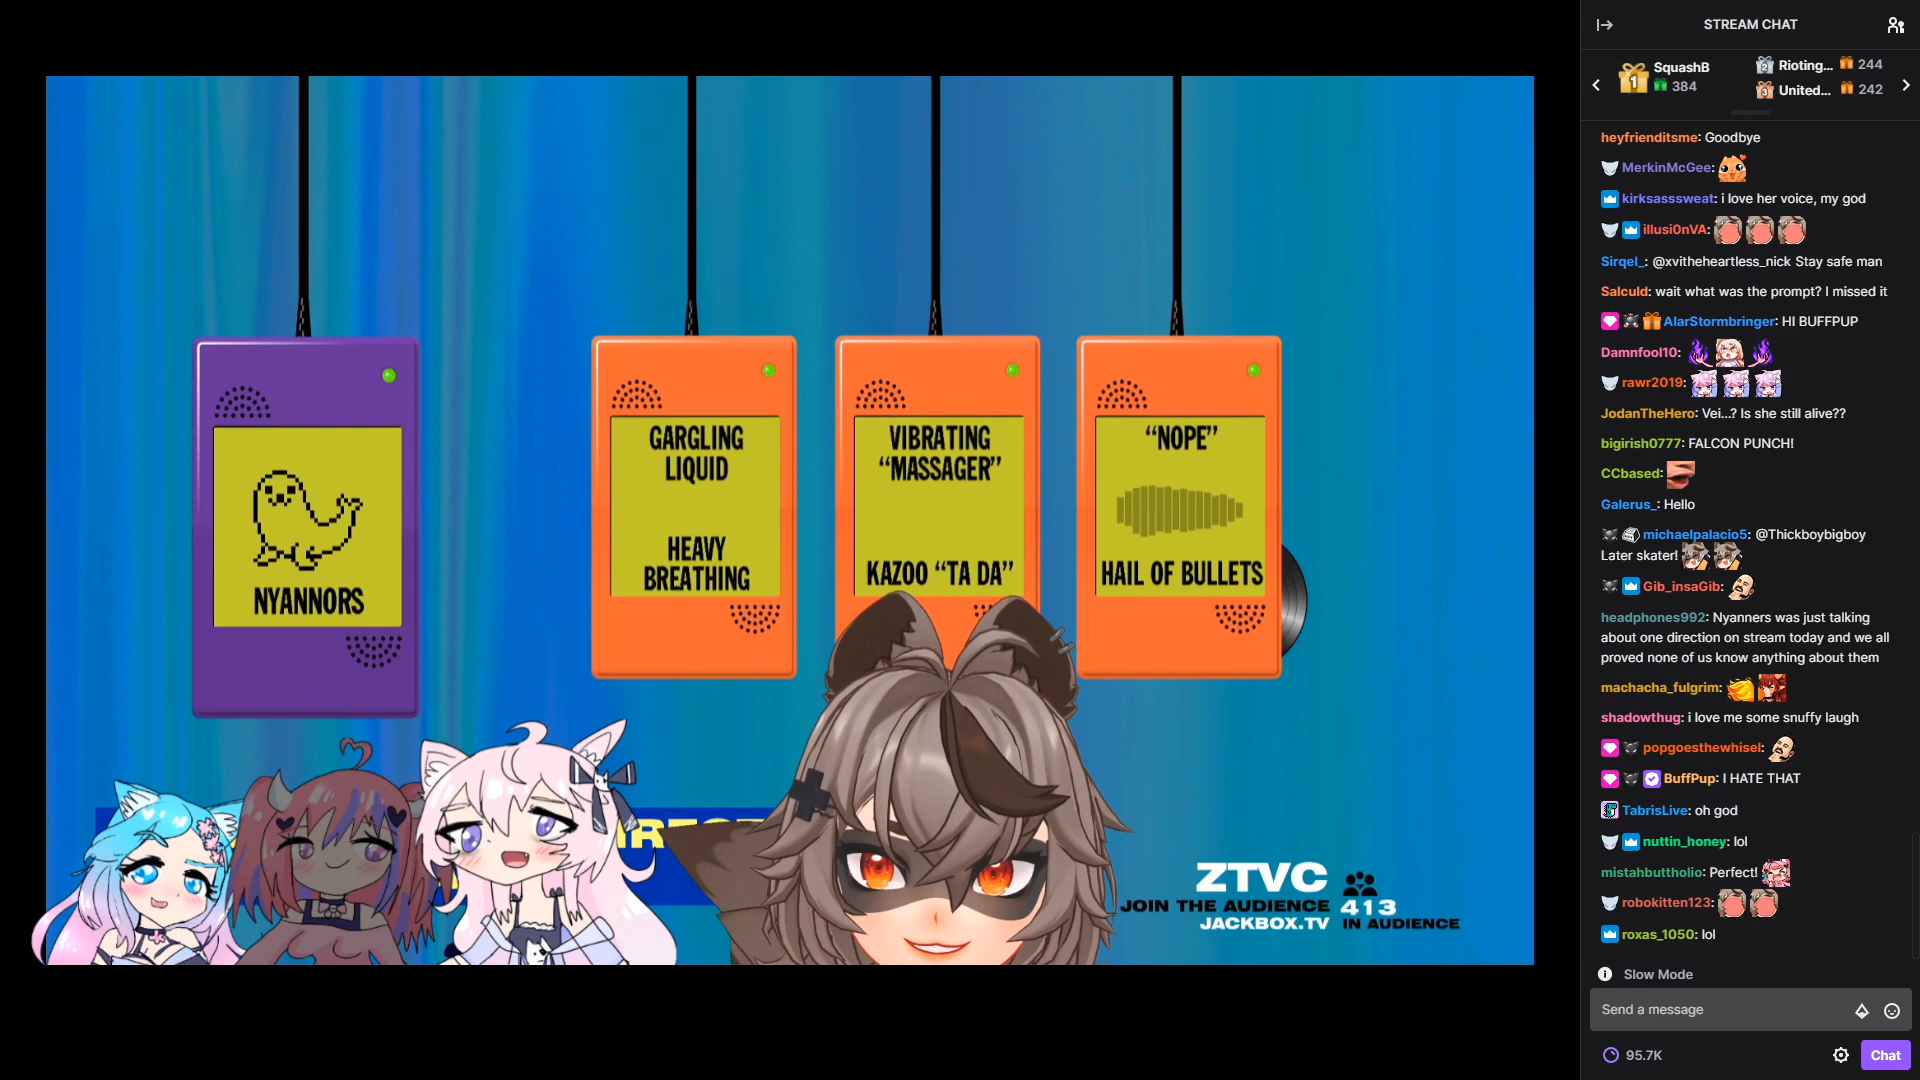 NYANNORS
GARGLING
LIQUID
HEAVY
BREATHING
VIBRATING
“MASSAGER”
KAZOO “TA DA”
“NOPE”
HAIL OF BULLETS
ZTVC
JOIN THE AUDIENCE
JACKBOX.TV
413
IN AUDIENCE
STREAM CHAT
1
SquashB
384
2
Rioting...
244
3
United...
242
heyfrienditsme: Goodbye
MerkinMcGee:
kirksasssweat: i love her voice, my god
illusi0nVA:
Sirqel_: @xvitheheartless_nick Stay safe man
Salculd: wait what was the prompt? I missed it
AlarStormbringer: HI BUFFPUP
Damnfool10:
rawr2019:
JodanTheHero: Vei...? Is she still alive??
bigirish0777: FALCON PUNCH!
CCbased:
Galerus_: Hello
michaelpalacio5: @Thickboybigboy
Later skater!
Gib_insaGib:
headphones992: Nyanners was just talking
about one direction on stream today and we all
proved none of us know anything about them
machacha_fulgrim:
shadowthug: i love me some snuffy laugh
popgoesthewhisel:
BuffPup: I HATE THAT
TabrisLive: oh god
nuttin_honey: lol
mistahbuttholio: Perfect!
robokitten123:
roxas_1050: lol
Slow Mode
Send a message
95.7K
Chat